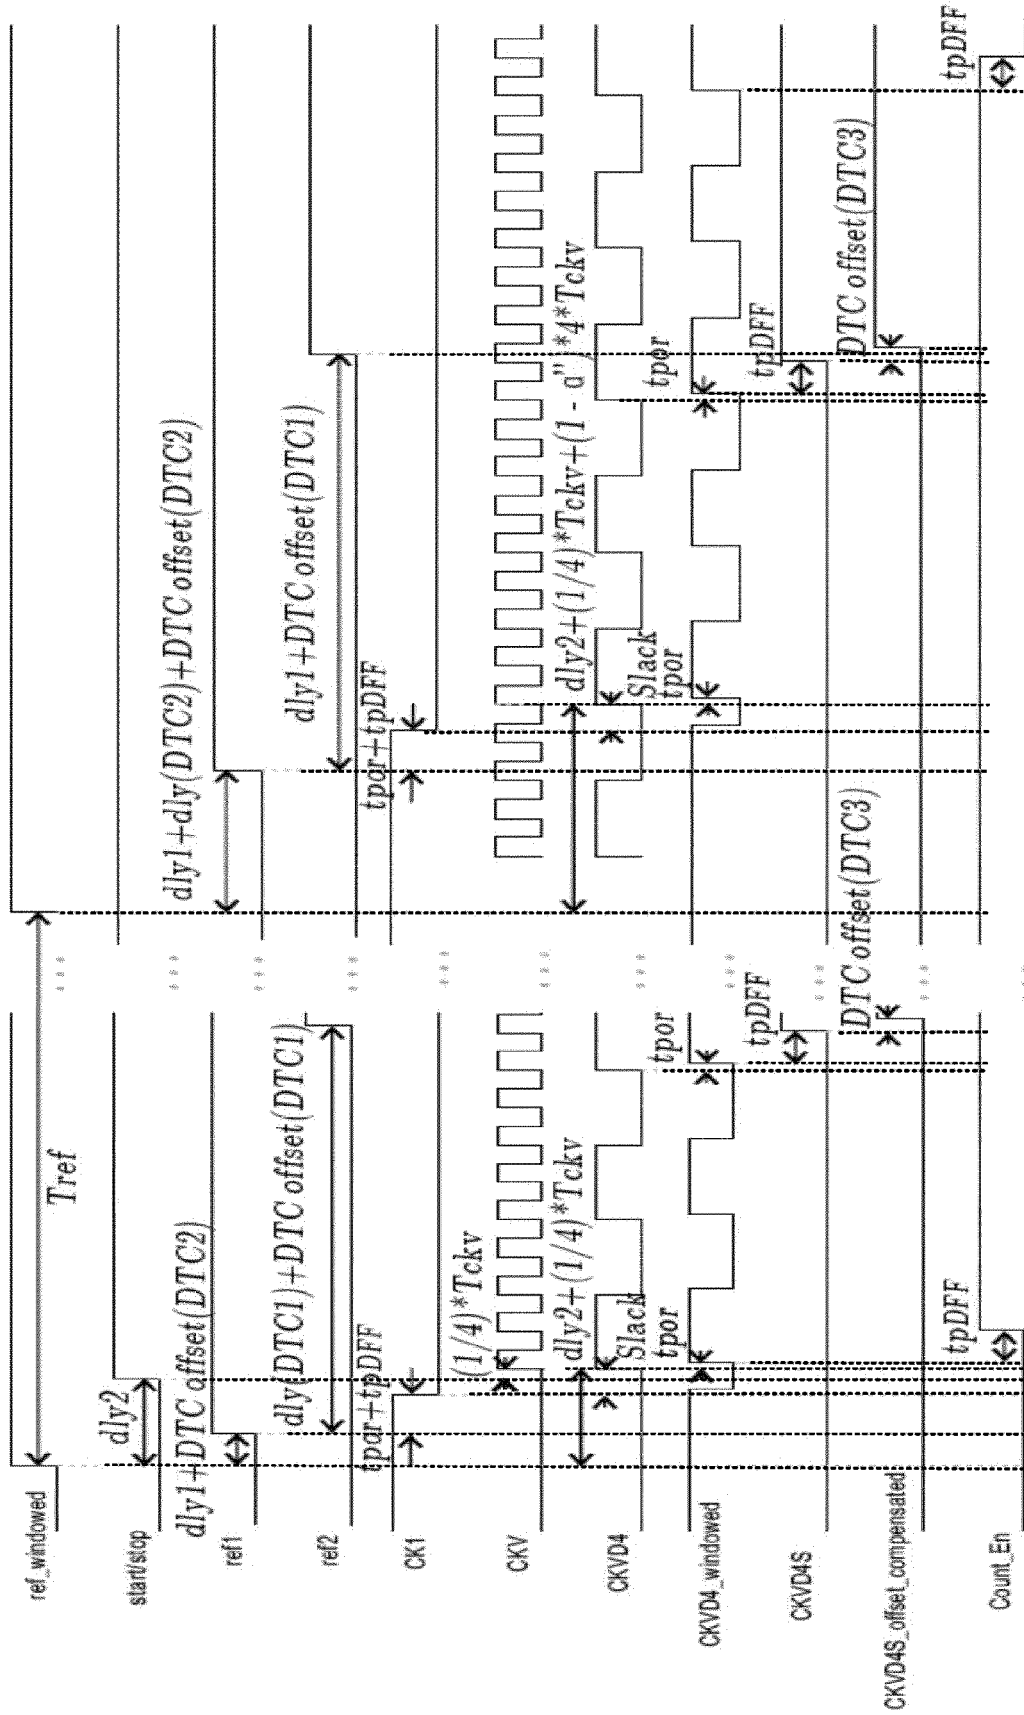 ref_windowed
Tref
start/stop
dly2
ref1
dly1+DTC offset(DTC2)
dly1+dly(DTC2)+DTC offset(DTC2)
ref2
dly(DTC1)+DTC offset(DTC1)
dly1+DTC offset(DTC1)
CK1
tpor+tpDFF
tpor+tpDFF
CKV
(1/4)*Tckv
CKVD4
dly2+(1/4)*Tckv
dly2+(1/4)*Tckv+(1 - a'')*4*Tckv
Slack
Slack
CKVD4_windowed
tpor
tpor
tpor
tpor
CKVD4S
tpDFF
tpDFF
CKVD4S_offset_compensated
DTC offset(DTC3)
DTC offset(DTC3)
Count_En
tpDFF
tpDFF